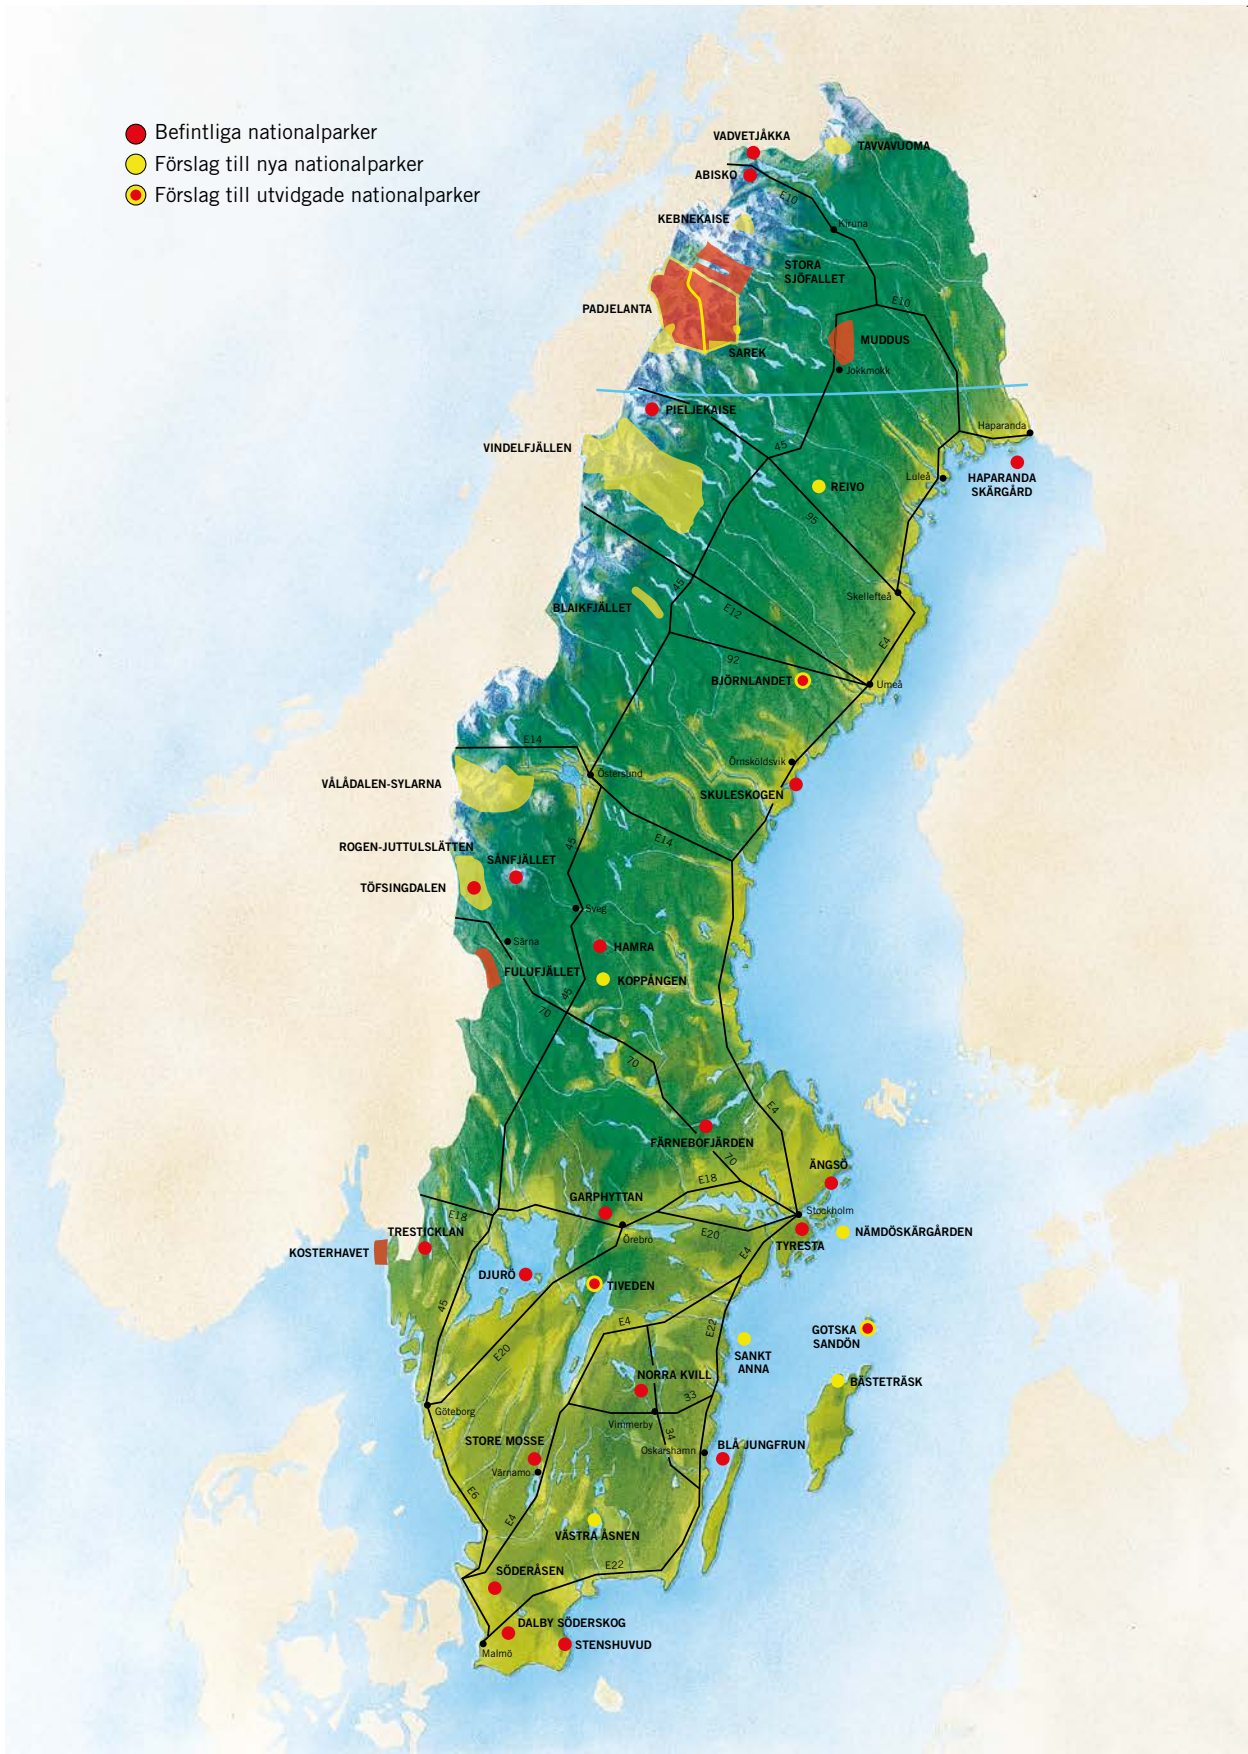 Befintliga nationalparker
Förslag till nya nationalparker
Förslag till utvidgade nationalparker
VADVETJÅKKA
TAVVAVUOMA
ABISKO
E10
KEBNEKAISE
Kiruna
STORA
SJÖFALLET
PADJELANTA
E10
MUDDUS
SAREK
Jokkmokk
PIELJEKAISE
Haparanda
VINDELFJÄLLEN
45
Luleå
HAPARANDA
SKÄRGÅRD
REIVO
95
45
Skellefteå
BLAIKFJÄLLET
E12
E4
92
BJÖRNLANDET
Umeå
E14
Örnsköldsvik
Östersund
VÅLÅDALEN-SYLARNA
SKULESKOGEN
45
E14
ROGEN-JUTTULSLÄTTEN
SÅNFJÄLLET
TÖFSINGDALEN
Sveg
Särna
HAMRA
FULUFJÄLLET
KOPPÅNGEN
45
70
70
E4
FÄRNEBOFJÄRDEN
70
ÄNGSÖ
E18
GARPHYTTAN
E18
Stockholm
TRESTICKLAN
Örebro
E20
TYRESTA
NÄMDÖSKÄRGÅRDEN
KOSTERHAVET
E4
DJURÖ
TIVEDEN
45
E4
E22
GOTSKA
SANDÖN
E20
SANKT
ANNA
NORRA KVILL
BÄSTETRÄSK
33
Göteborg
Vimmerby
34
STORE MOSSE
Oskarshamn
BLÅ JUNGFRUN
Värnamo
E6
E4
VÄSTRA ÅSNEN
E22
SÖDERÅSEN
DALBY SÖDERSKOG
STENSHUVUD
Malmö